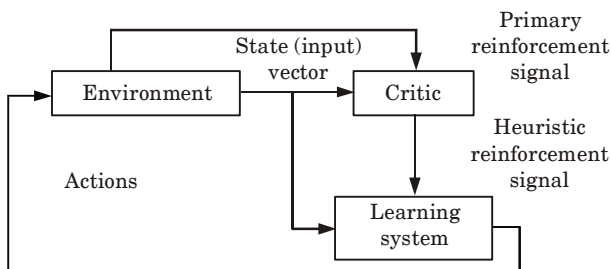 Primary
reinforcement
signal
State (input)
vector
Environment
Critic
Heuristic
reinforcement
signal
Actions
Learning
system